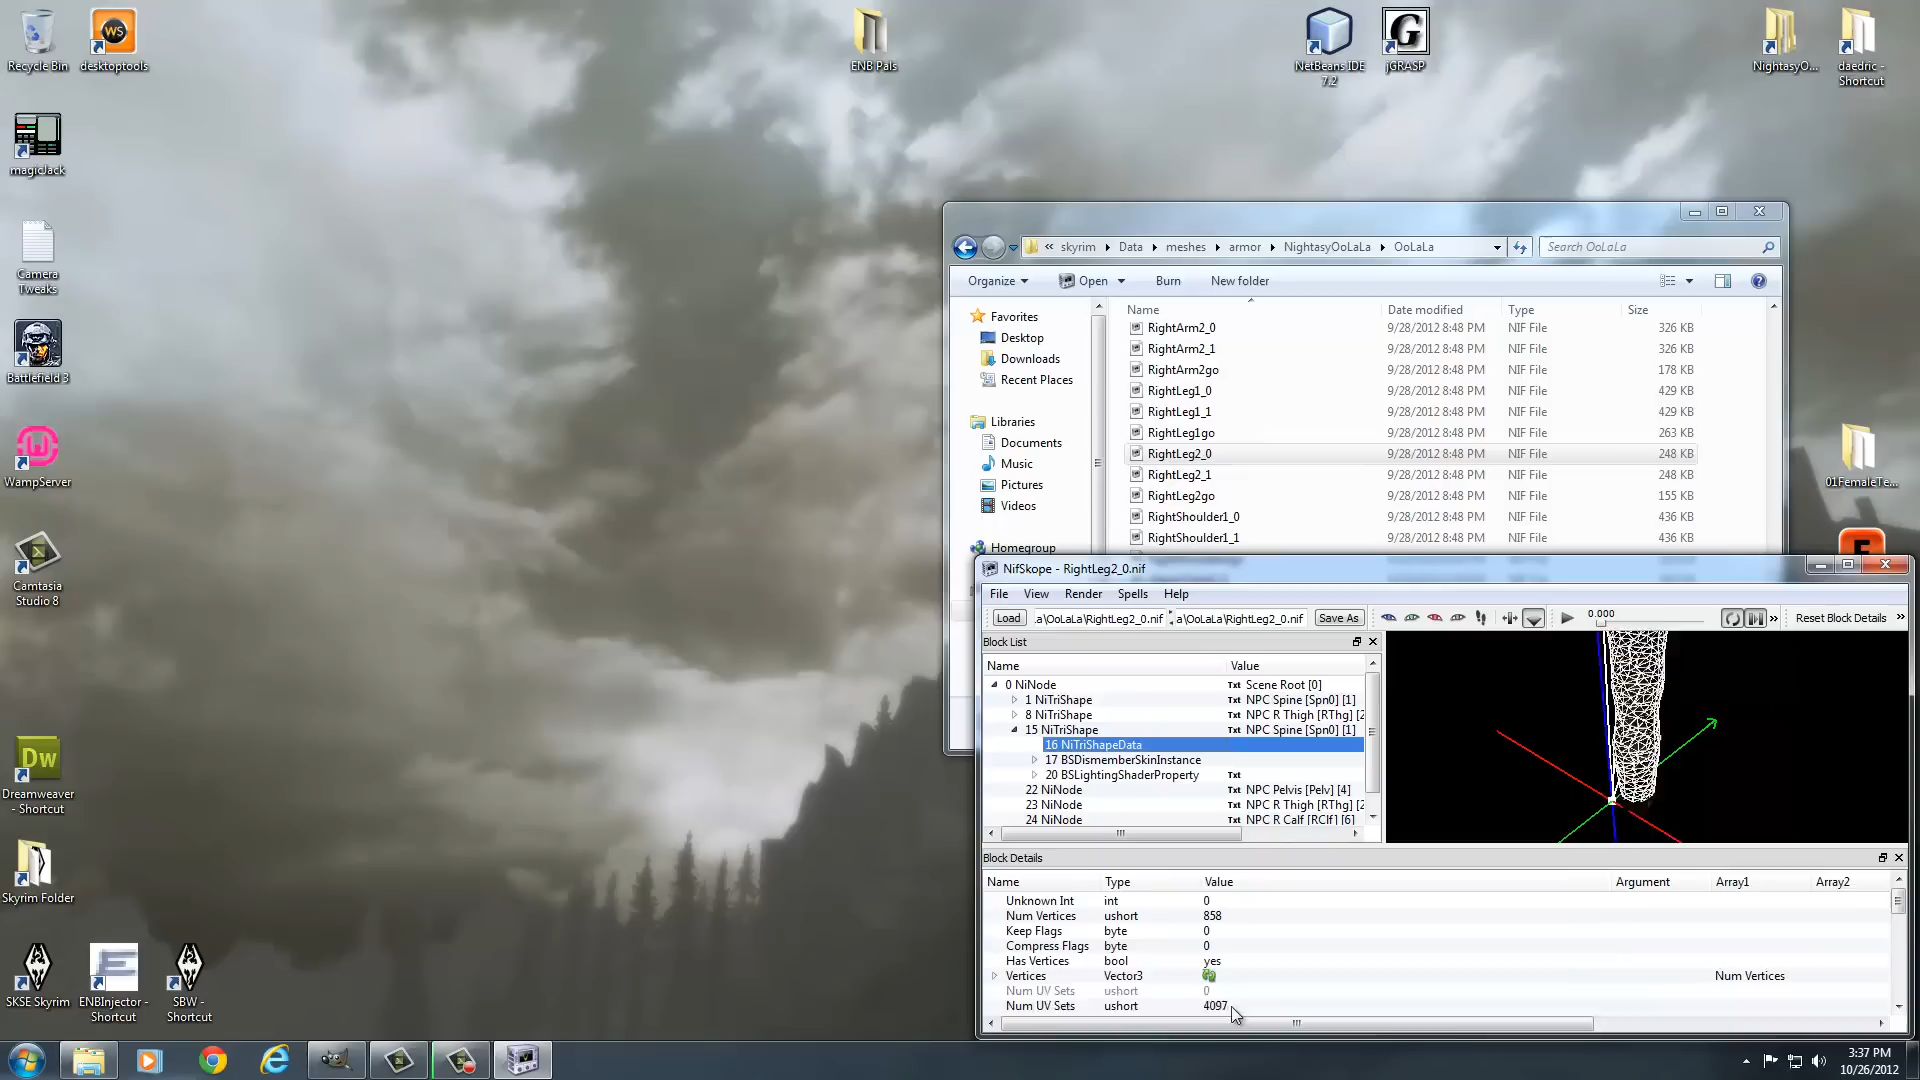 Recycle Bin
desktoptools
ENB Pals
NetBeans IDE
7.2
jGRASP
NightasyO...
daedric -
Shortcut
magicJack
Camera
Tweaks
Battlefield 3
WampServer
Camtasia
Studio 8
Dreamweaver
- Shortcut
Skyrim Folder
SKSE Skyrim
ENBInjector -
Shortcut
SBW -
Shortcut
01FemaleTe...
« skyrim Data meshes armor NightasyOoLaLa OoLaLa
Search OoLaLa
Organize Open Burn New folder
Favorites
Desktop
Downloads
Recent Places
Libraries
Documents
Music
Pictures
Videos
Homegroup
Name Date modified Type Size
RightArm2_0 9/28/2012 8:48 PM NIF File 326 KB
RightArm2_1 9/28/2012 8:48 PM NIF File 326 KB
RightArm2go 9/28/2012 8:48 PM NIF File 178 KB
RightLeg1_0 9/28/2012 8:48 PM NIF File 429 KB
RightLeg1_1 9/28/2012 8:48 PM NIF File 429 KB
RightLeg1go 9/28/2012 8:48 PM NIF File 263 KB
RightLeg2_0 9/28/2012 8:48 PM NIF File 248 KB
RightLeg2_1 9/28/2012 8:48 PM NIF File 248 KB
RightLeg2go 9/28/2012 8:48 PM NIF File 155 KB
RightShoulder1_0 9/28/2012 8:48 PM NIF File 436 KB
RightShoulder1_1 9/28/2012 8:48 PM NIF File 436 KB
NifSkope - RightLeg2_0.nif
File View Render Spells Help
Load .a\OoLaLa\RightLeg2_0.nif a\OoLaLa\RightLeg2_0.nif Save As 0.000 » Reset Block Details »
Block List
Name Value
0 NiNode Txt Scene Root [0]
1 NiTriShape Txt NPC Spine [Spn0] [1]
8 NiTriShape Txt NPC R Thigh [RThg] [2
15 NiTriShape Txt NPC Spine [Spn0] [1]
16 NiTriShapeData
17 BSDismemberSkinInstance
20 BSLightingShaderProperty Txt
22 NiNode Txt NPC Pelvis [Pelv] [4]
23 NiNode Txt NPC R Thigh [RThg] [2
24 NiNode Txt NPC R Calf [RClf] [6]
Block Details
Name Type Value Argument Array1 Array2
Unknown Int int 0
Num Vertices ushort 858
Keep Flags byte 0
Compress Flags byte 0
Has Vertices bool yes
Vertices Vector3 Num Vertices
Num UV Sets ushort 0
Num UV Sets ushort 4097
3:37 PM
10/26/2012